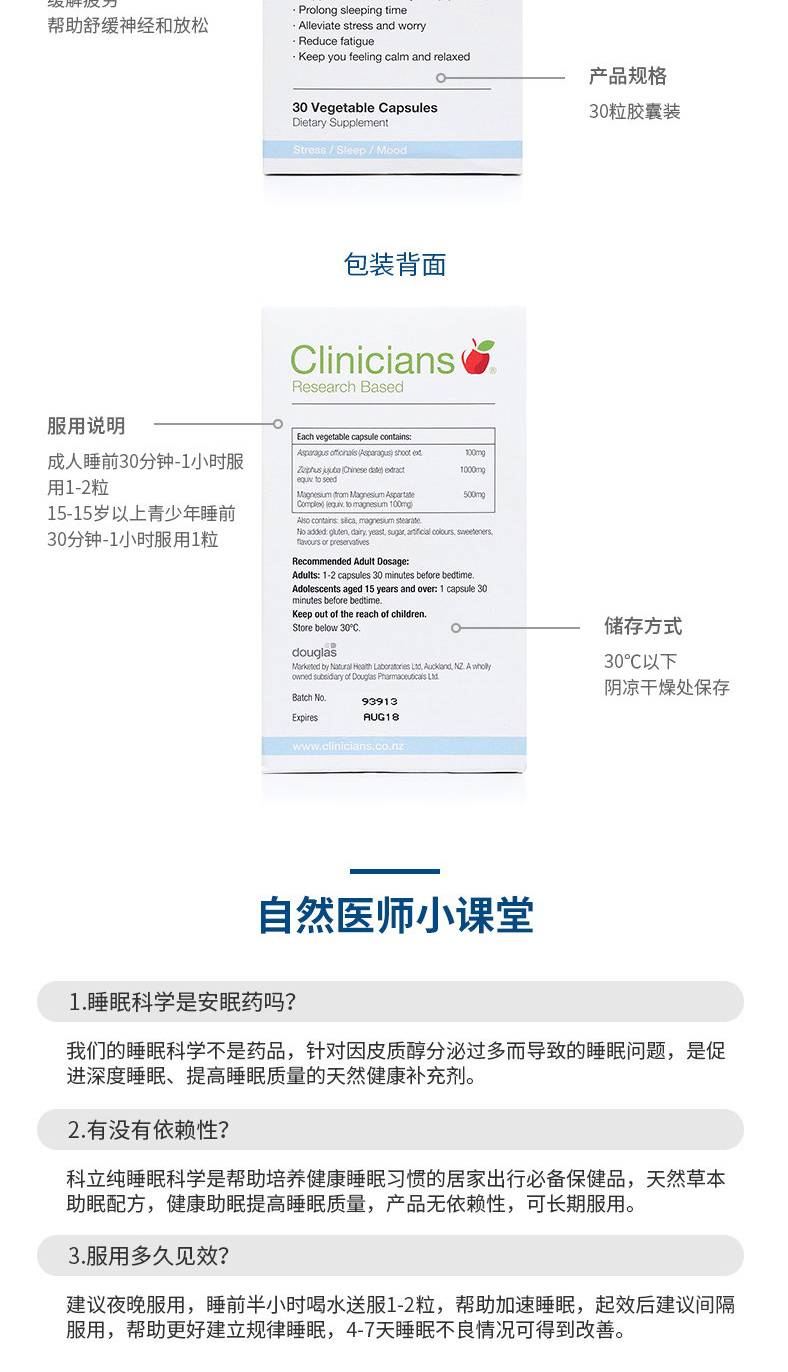 缓解疲劳
帮助舒缓神经和放松
· Prolong sleeping time
· Alleviate stress and worry
· Reduce fatigue
· Keep you feeling calm and relaxed
30 Vegetable Capsules
Dietary Supplement
Stress / Sleep / Mood
产品规格
30粒胶囊装
包装背面
Clinicians
Research Based
服用说明
成人睡前30分钟-1小时服
用1-2粒
15-15岁以上青少年睡前
30分钟-1小时服用1粒
Each vegetable capsule contains:
Asparagus officinalis (Asparagus) shoot ext. 100mg
Ziziphus jujuba (Chinese date) extract 1000mg
equiv. to seed
Magnesium (from Magnesium Aspartate 500mg
Complex) (equiv. to magnesium 100mg)
Also contains: silica, magnesium stearate.
No added: gluten, dairy, yeast, sugar, artificial colours, sweeteners,
flavours or preservatives
Recommended Adult Dosage:
Adults: 1-2 capsules 30 minutes before bedtime.
Adolescents aged 15 years and over: 1 capsule 30
minutes before bedtime.
Keep out of the reach of children.
Store below 30ºC.
douglas
Marketed by Natural Health Laboratories Ltd, Auckland, NZ. A wholly
owned subsidiary of Douglas Pharmaceuticals Ltd.
Batch No. 93913
Expires AUG18
www.clinicians.co.nz
储存方式
30℃以下
阴凉干燥处保存
自然医师小课堂
1.睡眠科学是安眠药吗?
我们的睡眠科学不是药品，针对因皮质醇分泌过多而导致的睡眠问题，是促
进深度睡眠、提高睡眠质量的天然健康补充剂。
2.有没有依赖性?
科立纯睡眠科学是帮助培养健康睡眠习惯的居家出行必备保健品，天然草本
助眠配方，健康助眠提高睡眠质量，产品无依赖性，可长期服用。
3.服用多久见效?
建议夜晚服用，睡前半小时喝水送服1-2粒，帮助加速睡眠，起效后建议间隔
服用，帮助更好建立规律睡眠，4-7天睡眠不良情况可得到改善。